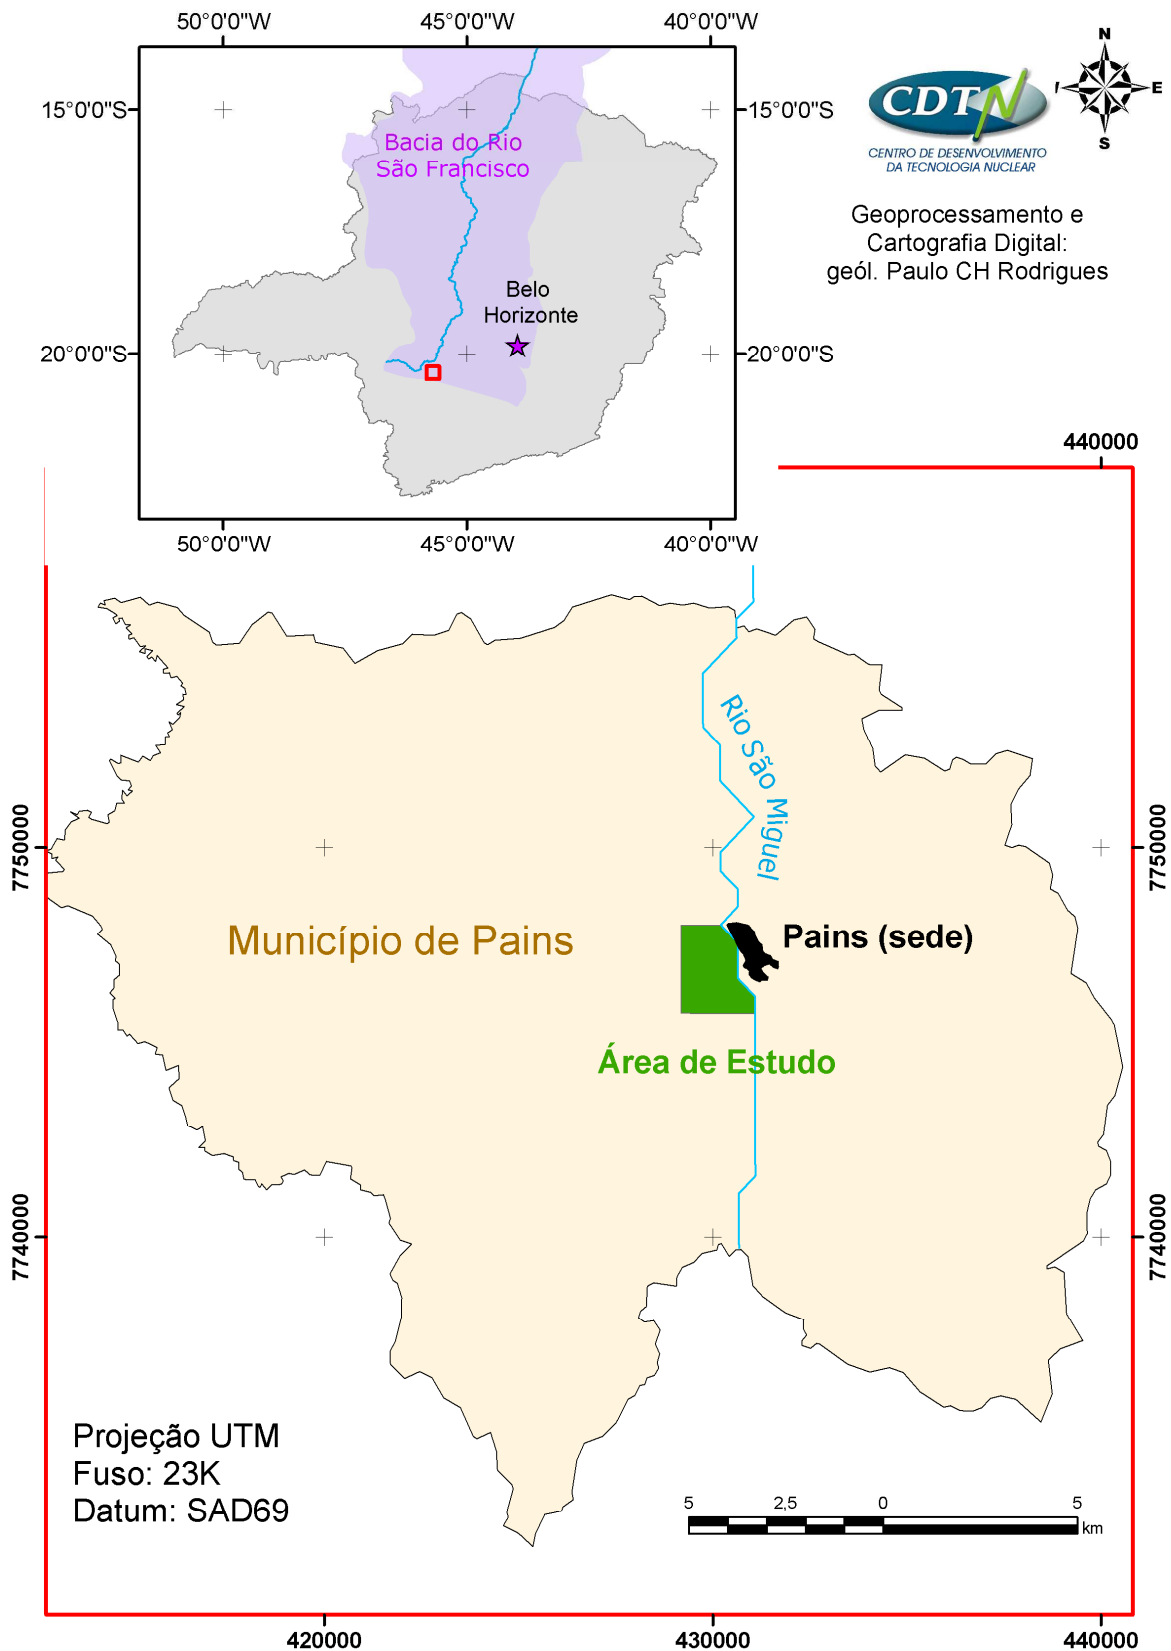 50°0'0"W 45°0'0"W 40°0'0"W
N
E
S
15°0'0"S 15°0'0"S
CDTN
CENTRO DE DESENVOLVIMENTO
DA TECNOLOGIA NUCLEAR
Bacia do Rio
São Francisco
Geoprocessamento e
Cartografia Digital:
geól. Paulo CH Rodrigues
Belo
Horizonte
20°0'0"S 20°0'0"S
440000
50°0'0"W 45°0'0"W 40°0'0"W
Rio São Miguel
7750000 7750000
Município de Pains
Pains (sede)
Área de Estudo
7740000 7740000
Projeção UTM
Fuso: 23K
Datum: SAD69
5 2,5 0 5
km
420000 430000 440000